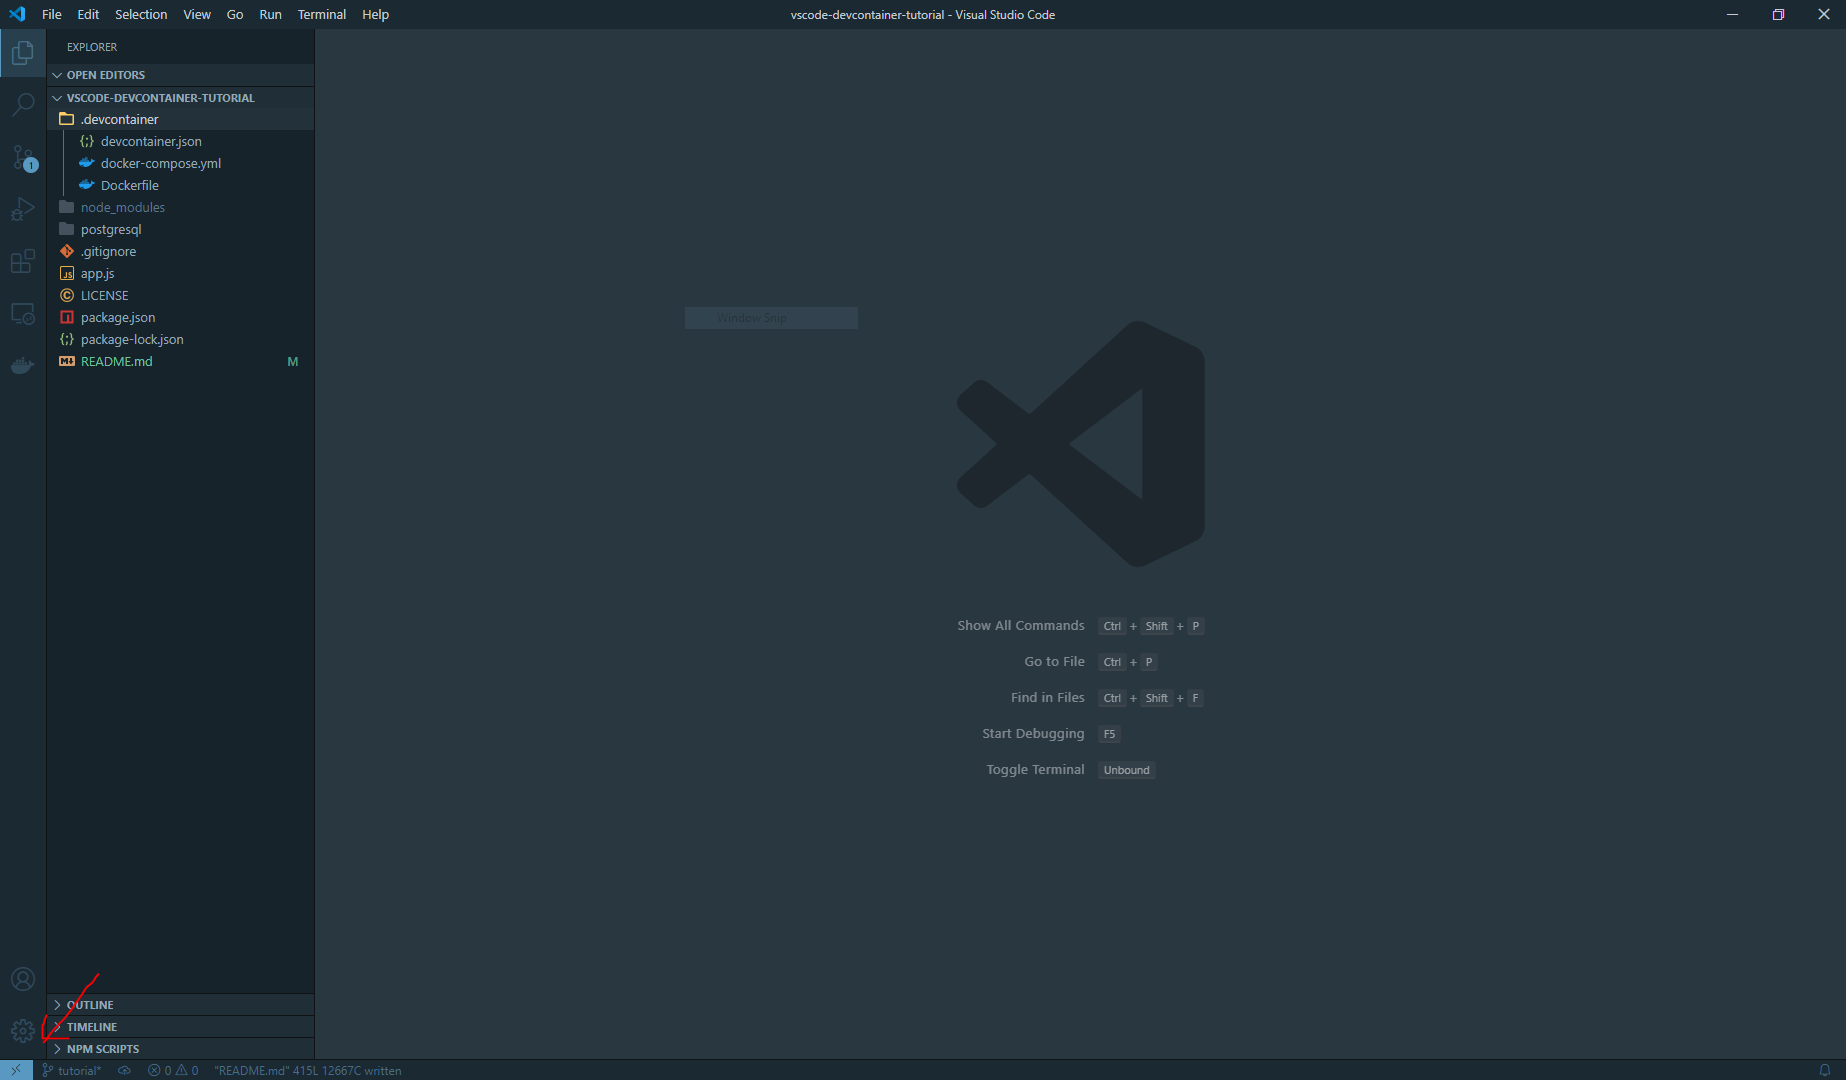 File Edit Selection View Go Run Terminal Help vscode-devcontainer-tutorial - Visual Studio Code
EXPLORER
OPEN EDITORS
VSCODE-DEVCONTAINER-TUTORIAL
.devcontainer
devcontainer.json
docker-compose.yml
Dockerfile
node_modules
postgresql
.gitignore
app.js
LICENSE
package.json
package-lock.json
README.md M
1
Window Snip
Show All Commands Ctrl + Shift + P
Go to File Ctrl + P
Find in Files Ctrl + Shift + F
Start Debugging F5
Toggle Terminal Unbound
OUTLINE
TIMELINE
NPM SCRIPTS
tutorial* 0 0 "README.md" 415L 12667C written